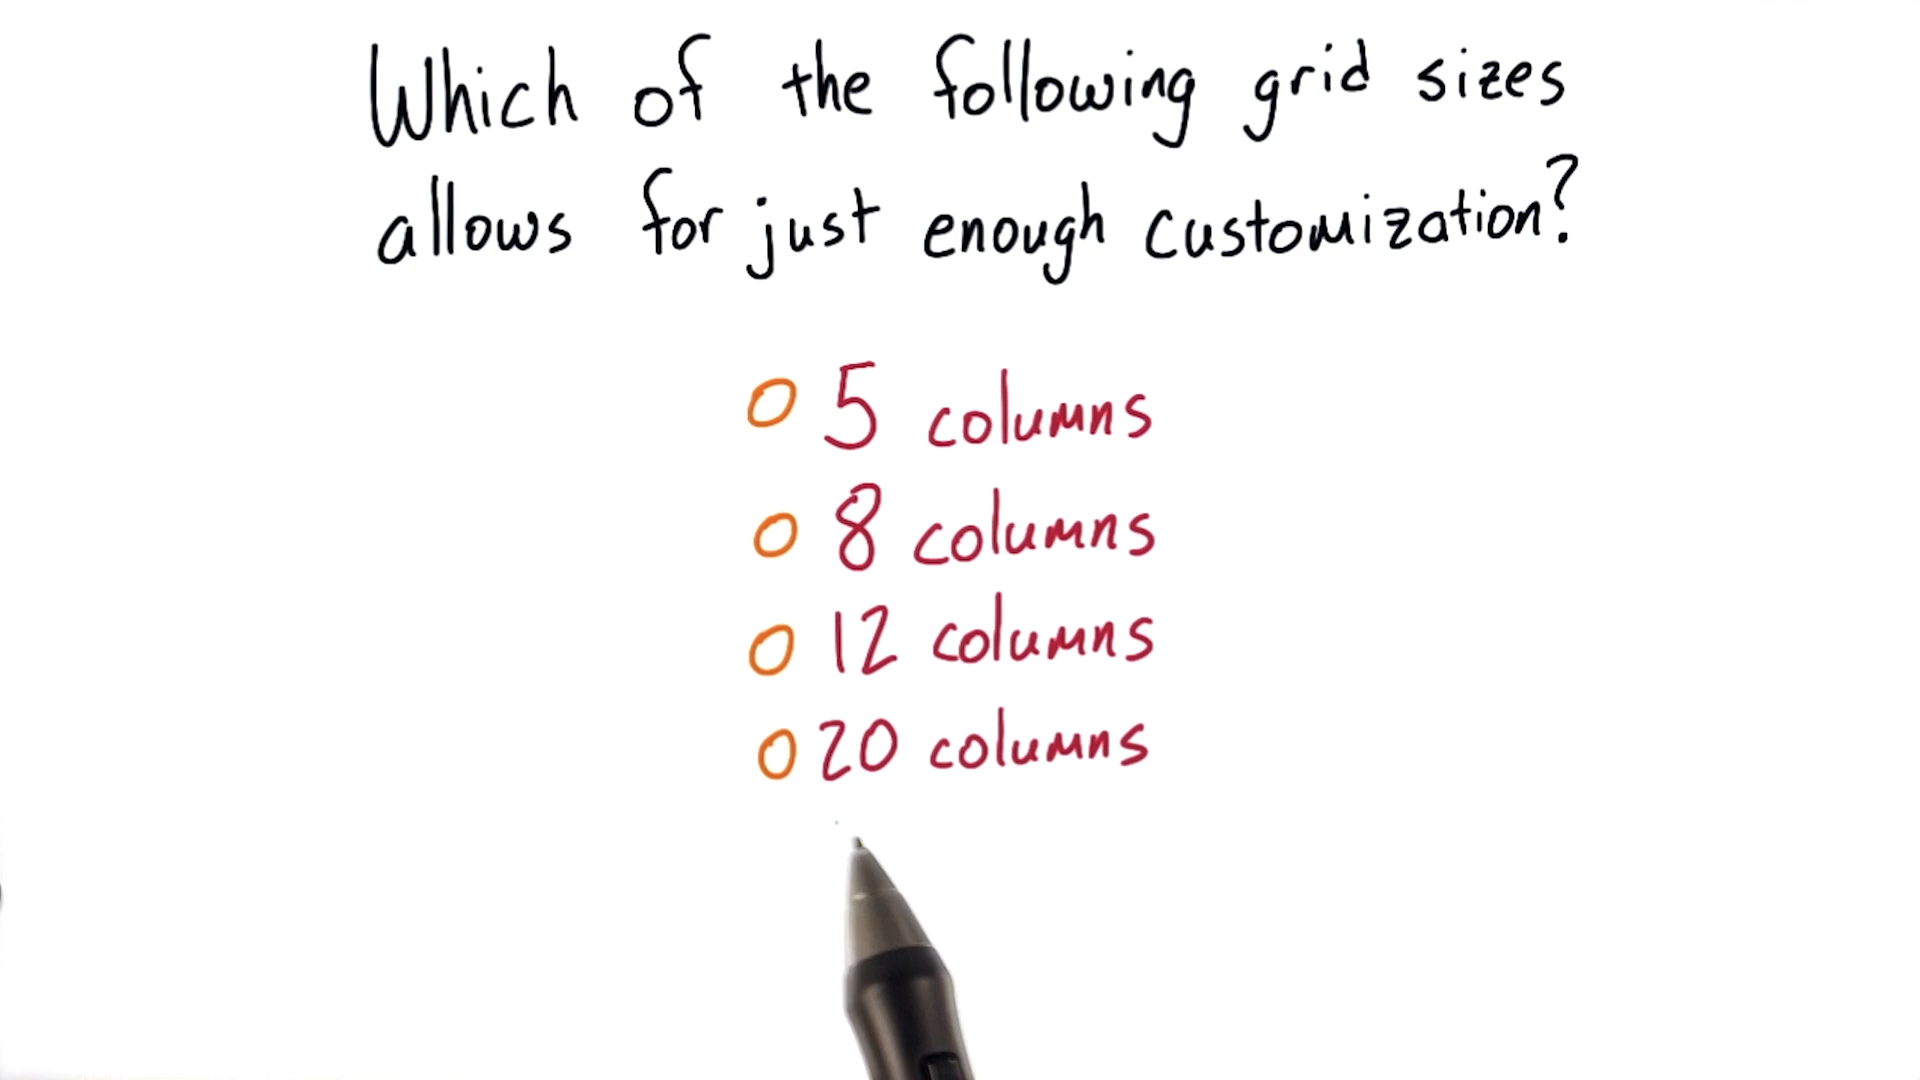 Which of the following grid sizes
allows for just enough customization?
5 columns
8 columns
12 columns
20 columns